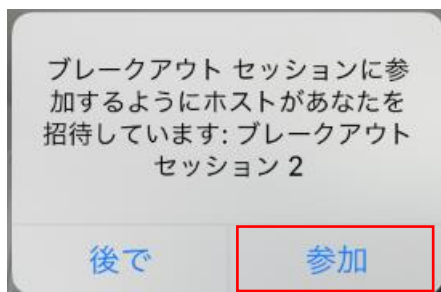 ブレークアウト セッションに参
加するようにホストがあなたを
招待しています: ブレークアウト
セッション 2
後で
参加